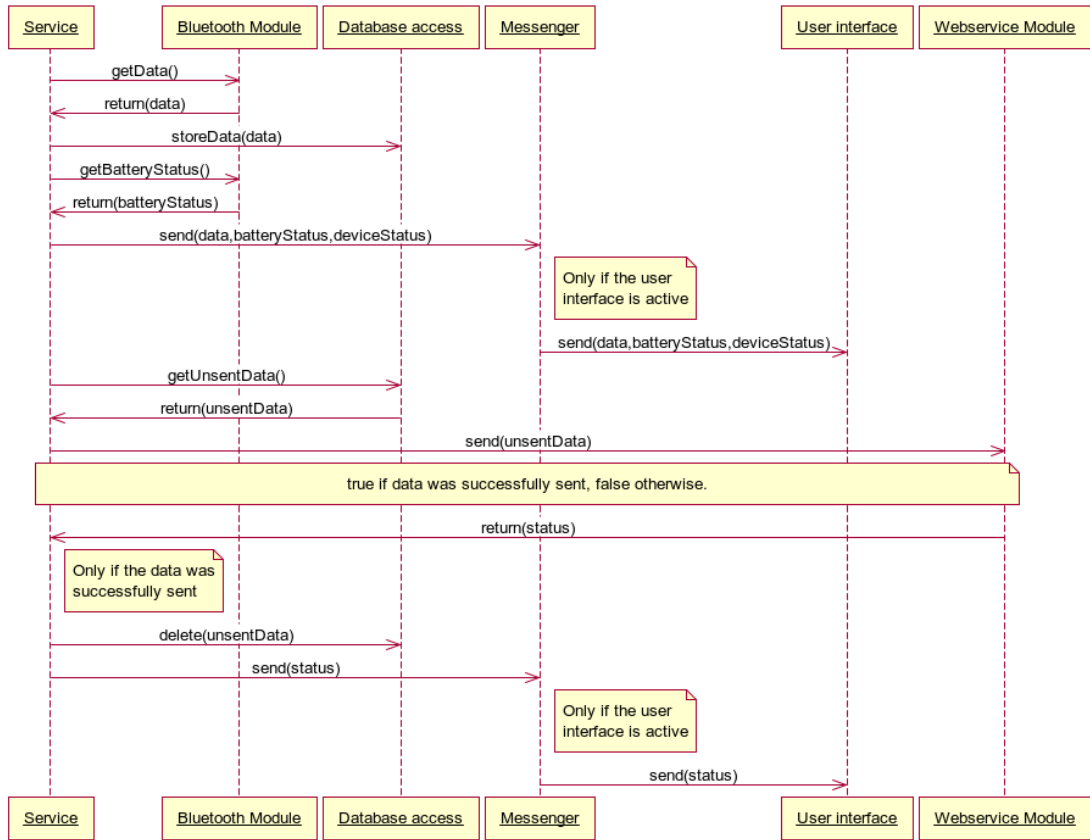 Service
Bluetooth Module
Database access
Messenger
User interface
Webservice Module
getData()
return(data)
storeData(data)
getBatteryStatus()
return(batteryStatus)
send(data,batteryStatus,deviceStatus)
Only if the user
interface is active
send(data,batteryStatus,deviceStatus)
getUnsentData()
return(unsentData)
send(unsentData)
true if data was successfully sent, false otherwise.
return(status)
Only if the data was
successfully sent
delete(unsentData)
send(status)
Only if the user
interface is active
send(status)
Service
Bluetooth Module
Database access
Messenger
User interface
Webservice Module